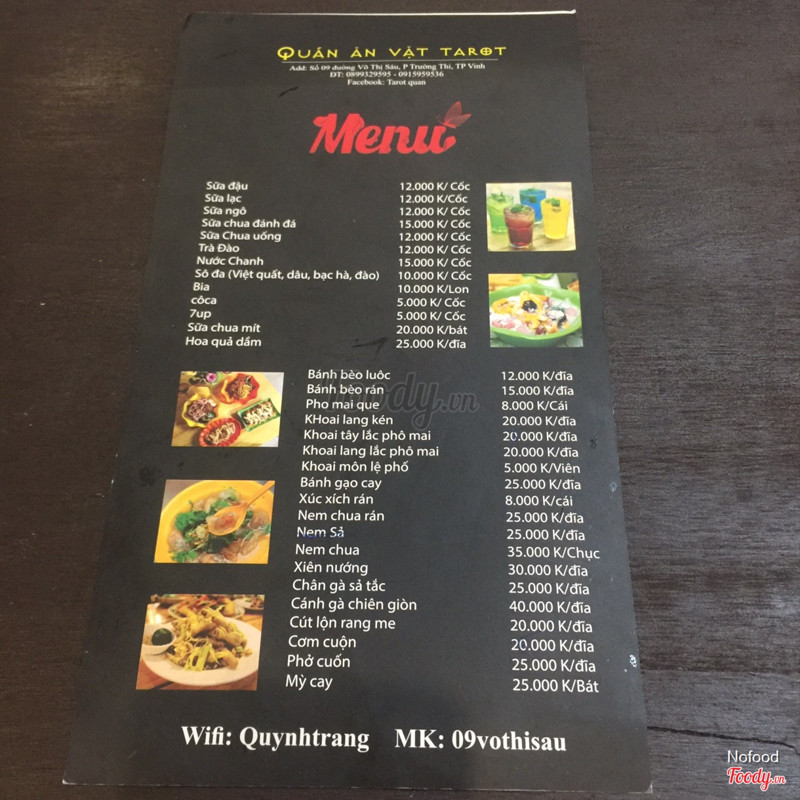 QUÁN ĂN VẶT TAROT
Add: Số 09 đường Võ Thị Sáu, P Trường Thi, TP Vinh
ĐT: 0899329595 - 0915959536
Facebook: Tarot quan
Menu
Sữa đậu 12.000 K/ Cốc
Sữa lạc 12.000 K/Cốc
Sữa ngô 12.000 K/ Cốc
Sữa chua đánh đá 15.000 K/ Cốc
Sữa Chua uống 12.000 K/ Cốc
Trà Đào 12.000 K/ Cốc
Nước Chanh 15.000 K/ Cốc
Sô đa (Việt quất, dâu, bạc hà, đào) 10.000 K/ Cốc
Bia 10.000 K/Lon
côca 5.000 K/ Cốc
7up 5.000 K/ Cốc
Sữa chua mít 20.000 K/bát
Hoa quả dầm 25.000 K/đĩa
Bánh bèo luôc 12.000 K/đĩa
Bánh bèo rán 15.000 K/đĩa
Pho mai que 8.000 K/Cái
KHoai lang kén 20.000 K/đĩa
Khoai tây lắc phô mai 20.000 K/đĩa
Khoai lang lắc phô mai 20.000 K/đĩa
Khoai môn lệ phố 5.000 K/Viên
Bánh gạo cay 25.000 K/đĩa
Xúc xích rán 8.000 K/cái
Nem chua rán 25.000 K/đĩa
Nem Sả 25.000 K/đĩa
Nem chua 35.000 K/Chục
Xiên nướng 30.000 K/đĩa
Chân gà sả tắc 25.000 K/đĩa
Cánh gà chiên giòn 40.000 K/đĩa
Cút lộn rang me 20.000 K/đĩa
Cơm cuộn 20.000 K/đĩa
Phở cuốn 25.000 K/đĩa
Mỳ cay 25.000 K/Bát
Wifi: Quynhtrang MK: 09vothisau
foody.vn
Nofood
Foody.vn